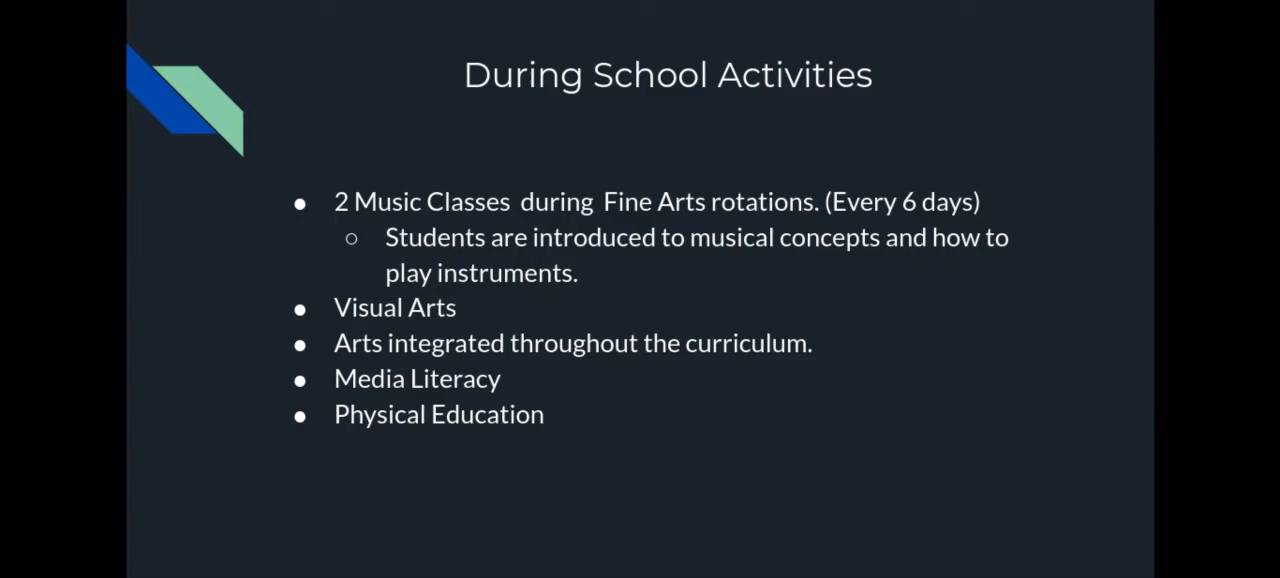 During School Activities
● 2 Music Classes during Fine Arts rotations. (Every 6 days)
○ Students are introduced to musical concepts and how to
play instruments.
● Visual Arts
● Arts integrated throughout the curriculum.
● Media Literacy
● Physical Education